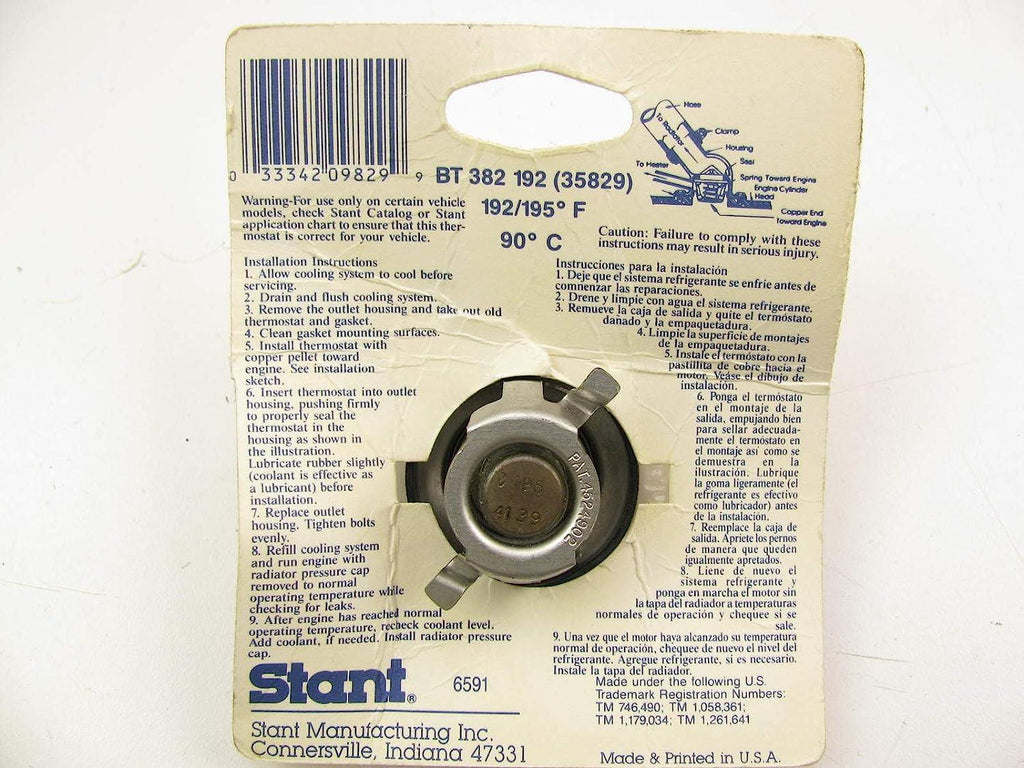 0 33342 09829 9
BT 382 192 (35829)
192/195° F
90° C
Hose
To Radiator
Clamp
Housing
Seal
To Heater
Spring Toward Engine
Engine Cylinder
Head
Copper End
Toward Engine
Warning-For use only on certain vehicle
models, check Stant Catalog or Stant
application chart to ensure that this ther-
mostat is correct for your vehicle.
Caution: Failure to comply with these
instructions may result in serious injury.
Installation Instructions
1. Allow cooling system to cool before
servicing.
2. Drain and flush cooling system.
3. Remove the outlet housing and take out old
thermostat and gasket.
4. Clean gasket mounting surfaces.
5. Install thermostat with
copper pellet toward
engine. See installation
sketch.
6. Insert thermostat into outlet
housing, pushing firmly
to properly seal the
thermostat in the
housing as shown in
the illustration.
Lubricate rubber slightly
(coolant is effective as
a lubricant) before
installation.
7. Replace outlet
housing. Tighten bolts
evenly.
8. Refill cooling system
and run engine with
radiator pressure cap
removed to normal
operating temperature while
checking for leaks.
9. After engine has reached normal
operating temperature, recheck coolant level.
Add coolant, if needed. Install radiator pressure
cap.
Instrucciones para la instalación
1. Deje que el sistema refrigerante se enfrie antes de
comenzar las reparaciones.
2. Drene y limpie con agua el sistema refrigerante.
3. Remueve la caja de salida y quite el termóstato
dañado y la empaquetadura.
4. Limpie la superficie de montajes
de la empaquetadura.
5. Instale el termóstato con la
pastillita de cobre hacia el
motor. Véase el dibujo de
instalación.
6. Ponga el termóstato
en el montaje de la
salida, empujando bien
para sellar adecuada-
mente el termóstato en
el montaje así como se
demuestra en la
ilustración. Lubrique
la goma ligeramente (el
refrigerante es efectivo
como lubricador) antes
de la instalación.
7. Reemplace la caja de
salida. Apriete los pernos
de manera que queden
igualmente apretados.
8. Llene de nuevo el
sistema refrigerante y
ponga en marcha el motor sin
la tapa del radiador a temperaturas
normales de operación y chequee si se
sale.
9. Una vez que el motor haya alcanzado su temperatura
normal de operación, chequee de nuevo el nivel del
refrigerante. Agregue refrigerante, si es necesario.
Instale la tapa del radiador.
PAT. 4524902
4139
Stant® 6591
Stant Manufacturing Inc.
Connersville, Indiana 47331
Made under the following U.S.
Trademark Registration Numbers:
TM 746,490; TM 1,058,361;
TM 1,179,034; TM 1,261,641
Made & Printed in U.S.A.